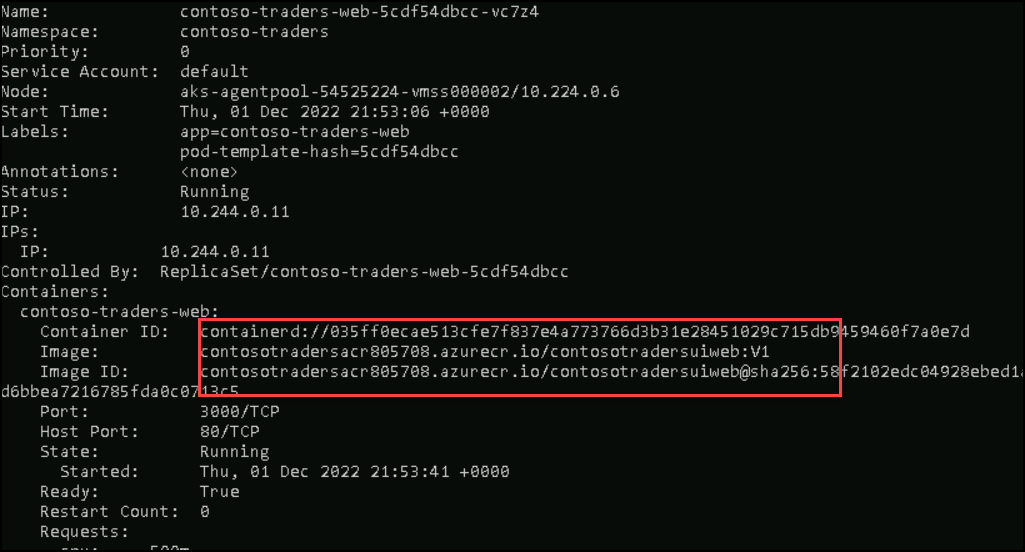 Name: contoso-traders-web-5cdf54dbcc-vc7z4
Namespace: contoso-traders
Priority: 0
Service Account: default
Node: aks-agentpool-54525224-vmss000002/10.224.0.6
Start Time: Thu, 01 Dec 2022 21:53:06 +0000
Labels: app=contoso-traders-web
pod-template-hash=5cdf54dbcc
Annotations: <none>
Status: Running
IP: 10.244.0.11
IPs:
IP: 10.244.0.11
Controlled By: ReplicaSet/contoso-traders-web-5cdf54dbcc
Containers:
contoso-traders-web:
Container ID: containerd://035ff0ecae513cfe7f837e4a773766d3b31e28451029c715db9459460f7a0e7d
Image: contosotradersacr805708.azurecr.io/contosotradersuiweb:V1
Image ID: contosotradersacr805708.azurecr.io/contosotradersuiweb@sha256:58f2102edc04928ebed1a
d6bbea7216785fda0c0713c5
Port: 3000/TCP
Host Port: 80/TCP
State: Running
Started: Thu, 01 Dec 2022 21:53:41 +0000
Ready: True
Restart Count: 0
Requests: